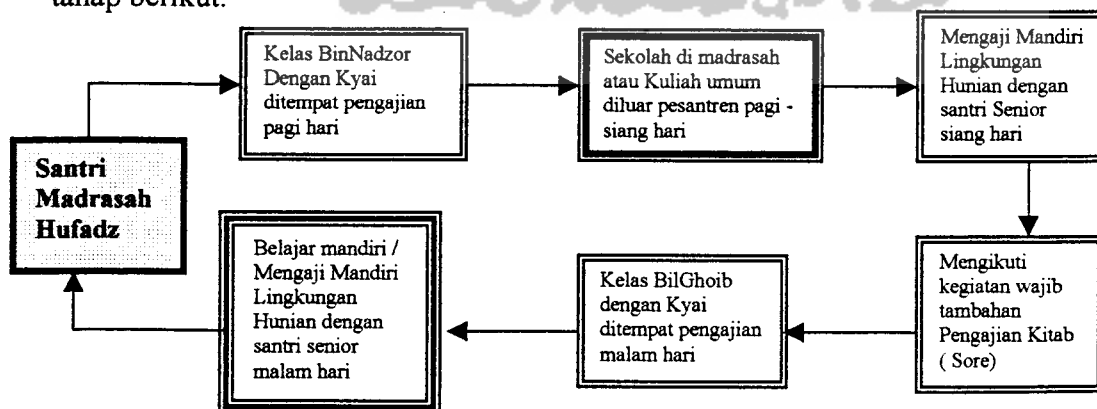 tahap berikut:
Kelas BinNadzor
Dengan Kyai
ditempat pengajian
pagi hari
Sekolah di madrasah
atau Kuliah umum
diluar pesantren pagi -
siang hari
Mengaji Mandiri
Lingkungan
Hunian dengan
santri Senior
siang hari
Santri
Madrasah
Hufadz
Belajar mandiri /
Mengaji Mandiri
Lingkungan
Hunian dengan
santri senior
malam hari
Kelas BilGhoib
dengan Kyai
ditempat pengajian
malam hari
Mengikuti
kegiatan wajib
tambahan
Pengajian Kitab
( Sore)